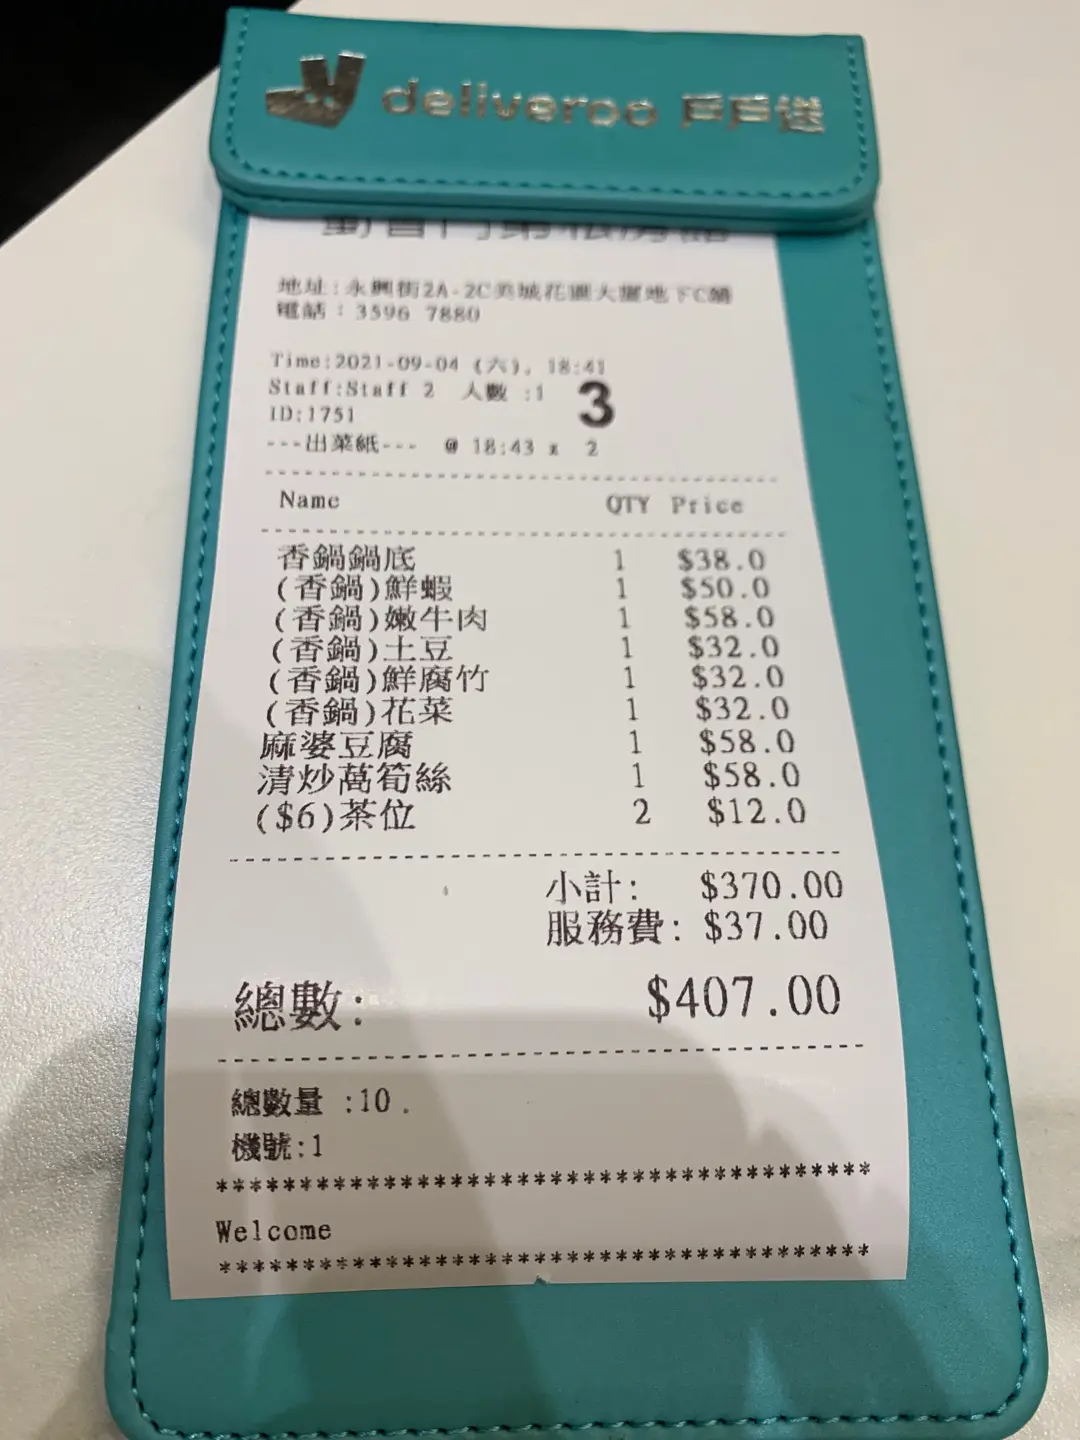 deliveroo 戶戶送
地址:永興街2A-2C美城花園大廈地下C舖
電話:3596 7880
Time:2021-09-04 (六), 18:41
Staff:Staff 2 人數 :1 3
ID:1751
---出菜紙--- @ 18:43 x 2
Name QTY Price
香鍋鍋底 1 $38.0
(香鍋)鮮蝦 1 $50.0
(香鍋)嫩牛肉 1 $58.0
(香鍋)土豆 1 $32.0
(香鍋)鮮腐竹 1 $32.0
(香鍋)花菜 1 $32.0
麻婆豆腐 1 $58.0
清炒萵筍絲 1 $58.0
($6)茶位 2 $12.0
小計: $370.00
服務費: $37.00
總數: $407.00
總數量 :10 .
機號:1
***************************************
Welcome
***************************************